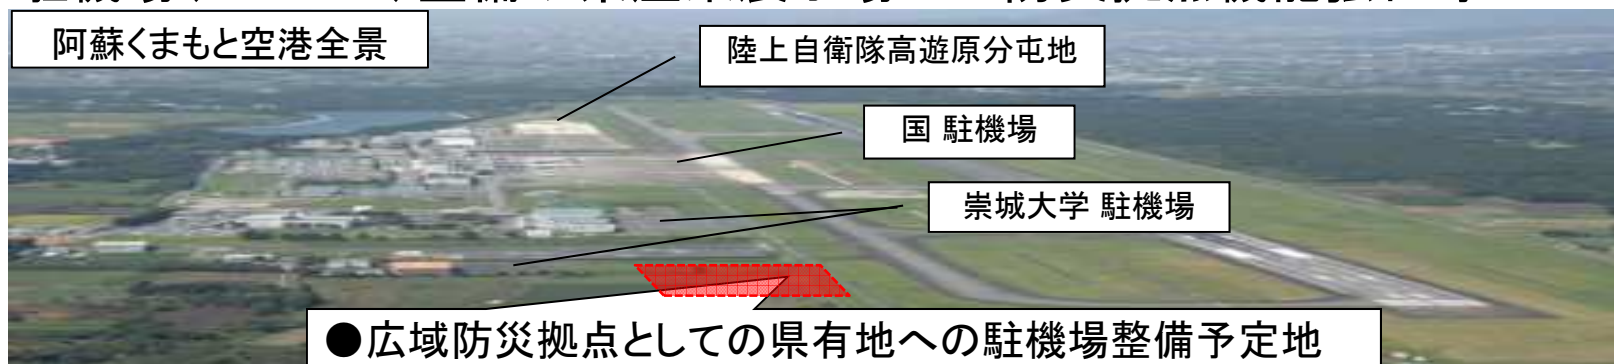 阿蘇くまもと空港全景
陸上自衛隊高遊原分屯地
国 駐機場
崇城大学 駐機場
●広域防災拠点としての県有地への駐機場整備予定地